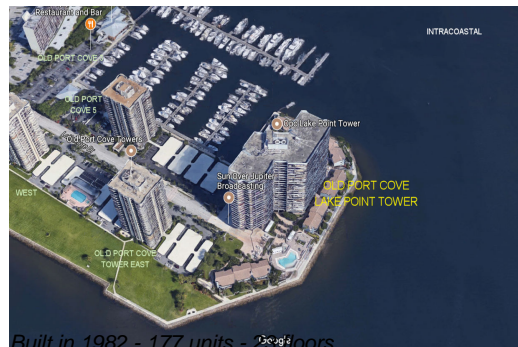 Restaurant and Bar
INTRACOASTAL
OLD PORT COVE
OLD PORT
COVE 5
Opc Lake Point Tower
Old Port Cove Towers
Sun Over Jupiter
Broadcasting
OLD PORT COVE
LAKE POINT TOWER
WEST
OLD PORT COVE
TOWER EAST
Google
Built in 1982 - 177 units - floors